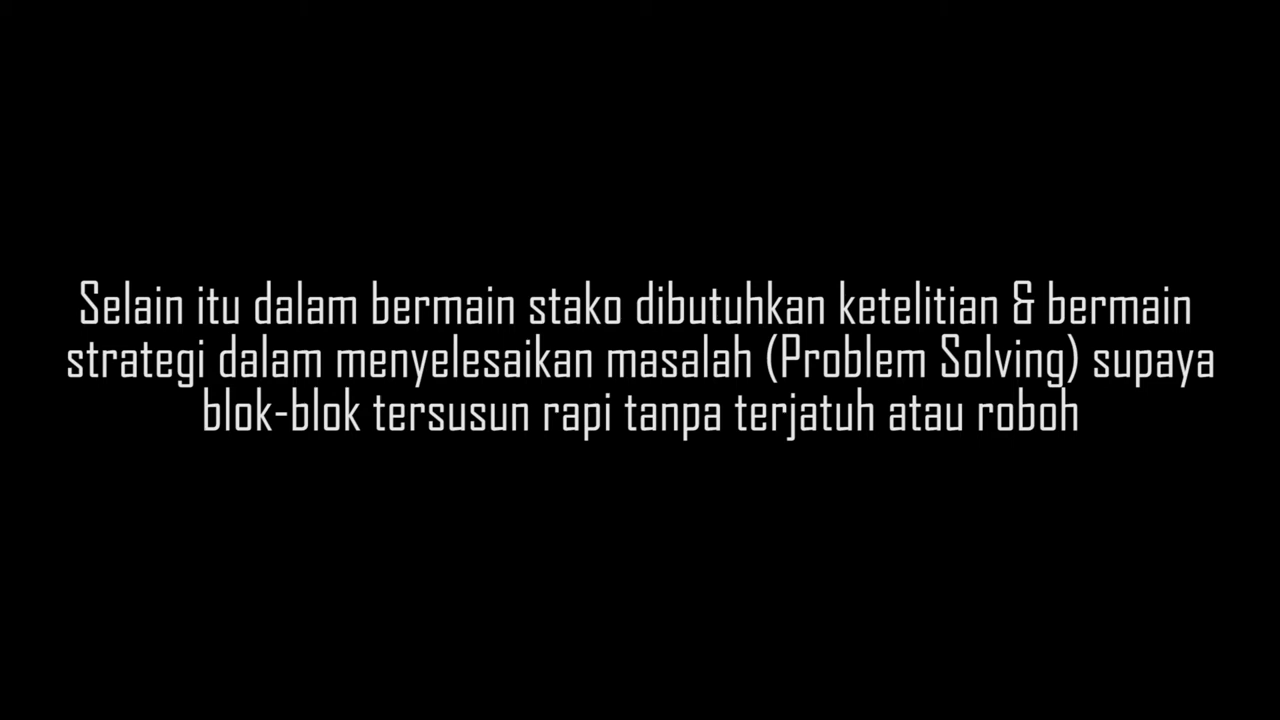 Selain itu dalam bermain stako dibutuhkan ketelitian & bermain
strategi dalam menyelesaikan masalah (Problem Solving) supaya
blok-blok tersusun rapi tanpa terjatuh atau roboh